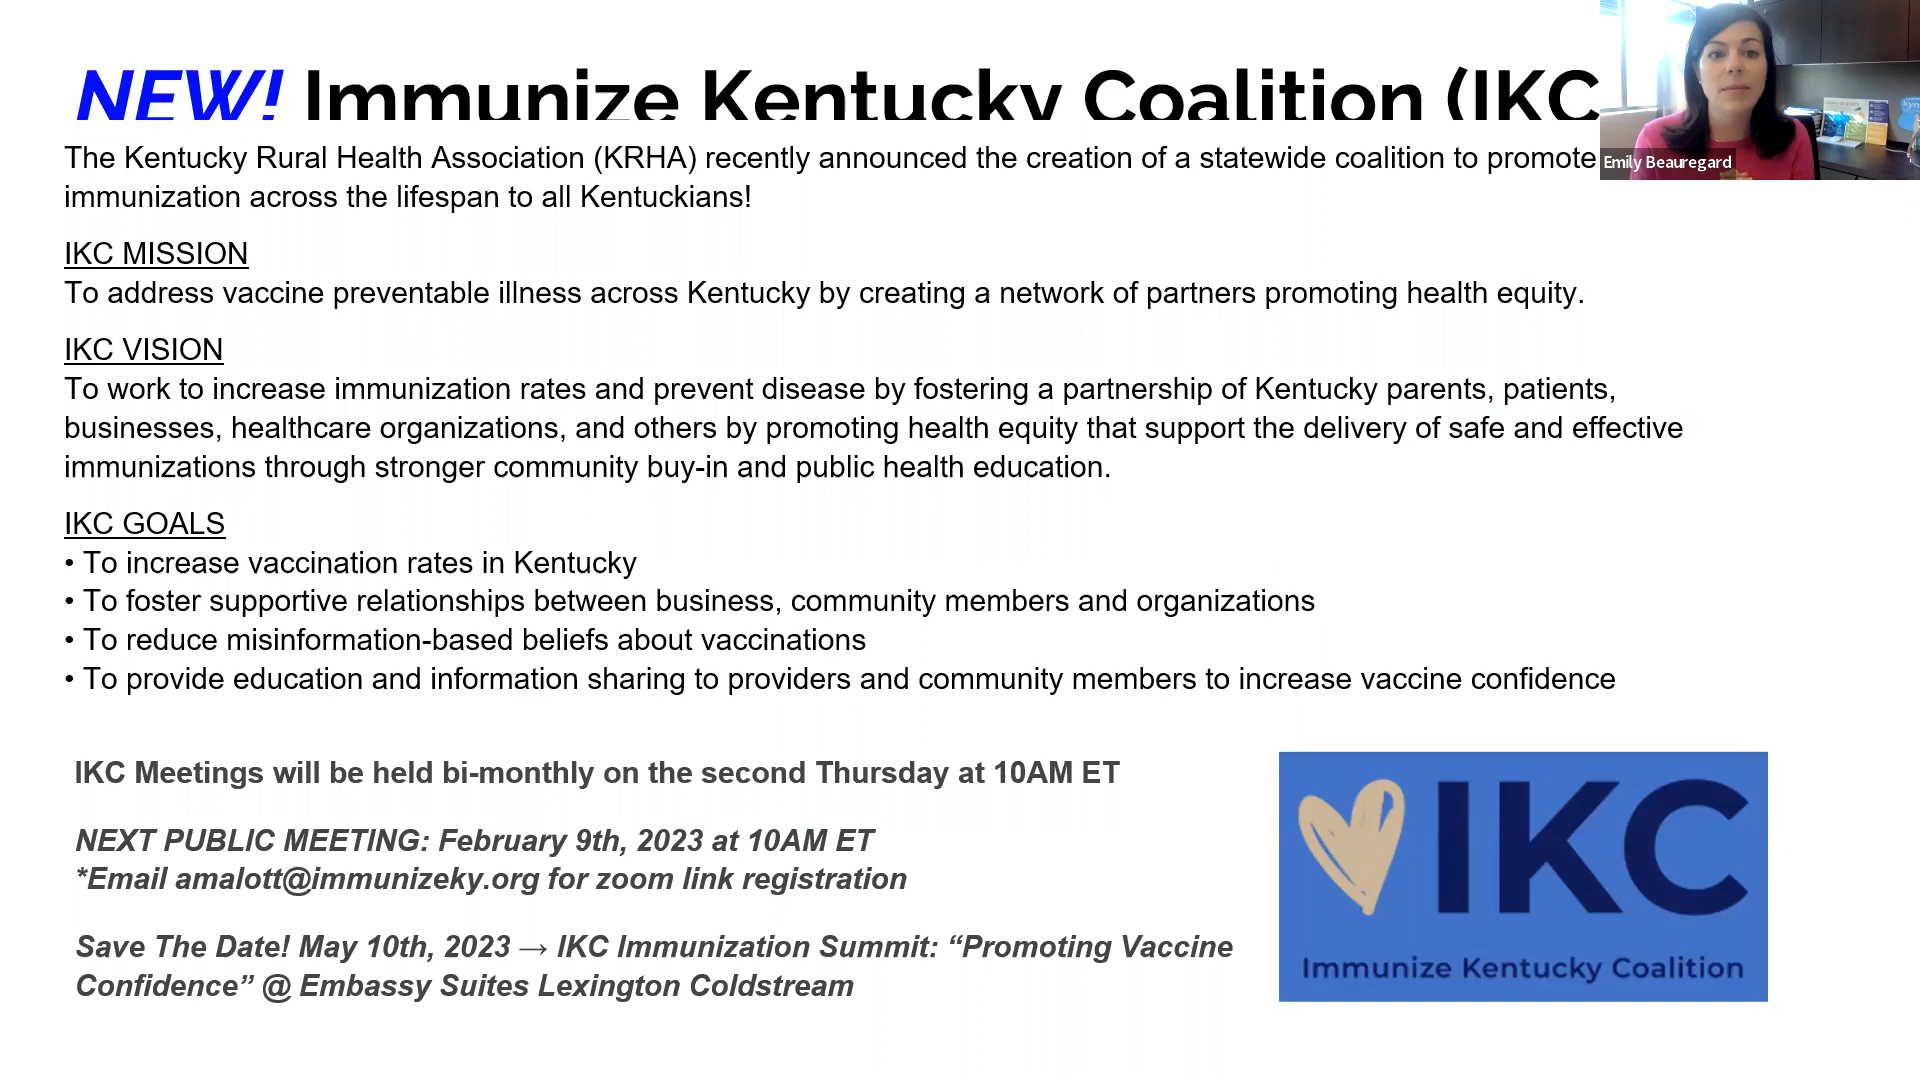 NEW! Immunize Kentucky Coalition (IKC
Emily Beauregard
The Kentucky Rural Health Association (KRHA) recently announced the creation of a statewide coalition to promote
immunization across the lifespan to all Kentuckians!
IKC MISSION
To address vaccine preventable illness across Kentucky by creating a network of partners promoting health equity.
IKC VISION
To work to increase immunization rates and prevent disease by fostering a partnership of Kentucky parents, patients,
businesses, healthcare organizations, and others by promoting health equity that support the delivery of safe and effective
immunizations through stronger community buy-in and public health education.
IKC GOALS
• To increase vaccination rates in Kentucky
• To foster supportive relationships between business, community members and organizations
• To reduce misinformation-based beliefs about vaccinations
• To provide education and information sharing to providers and community members to increase vaccine confidence
IKC Meetings will be held bi-monthly on the second Thursday at 10AM ET
NEXT PUBLIC MEETING: February 9th, 2023 at 10AM ET
*Email amalott@immunizeky.org for zoom link registration
Save The Date! May 10th, 2023 → IKC Immunization Summit: “Promoting Vaccine
Confidence” @ Embassy Suites Lexington Coldstream
IKC
Immunize Kentucky Coalition